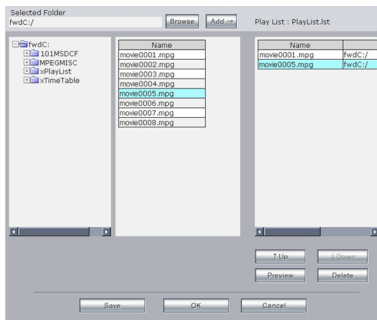 Selected Folder
fwdC:/
Browse
Add→
Play List : PlayList.lst
fwdC:
101MSDCF
MPEGMISC
xPlayList
xTimeTable
Name
movie0001.mpg
movie0002.mpg
movie0003.mpg
movie0004.mpg
movie0005.mpg
movie0006.mpg
movie0007.mpg
movie0008.mpg
Name
movie0001.mpg fwdC:/
movie0005.mpg fwdC:/
↑Up
↓Down
Preview
Delete
Save
OK
Cancel